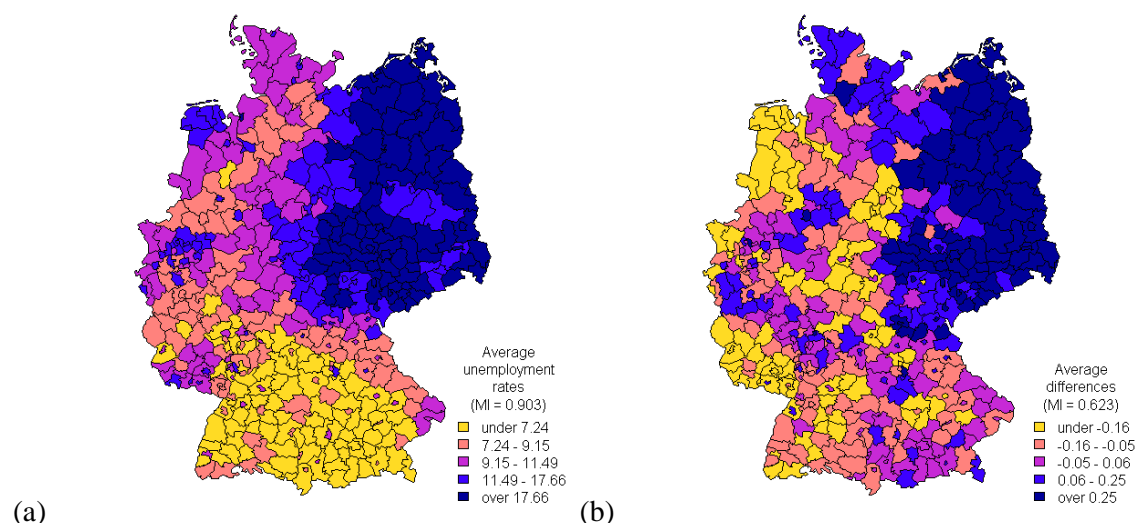 Average
unemployment
rates
(MI = 0.903)
under 7.24
7.24 - 9.15
9.15 - 11.49
11.49 - 17.66
over 17.66
(a)
Average
differences
(MI = 0.623)
under -0.16
-0.16 - -0.05
-0.05 - 0.06
0.06 - 0.25
over 0.25
(b)